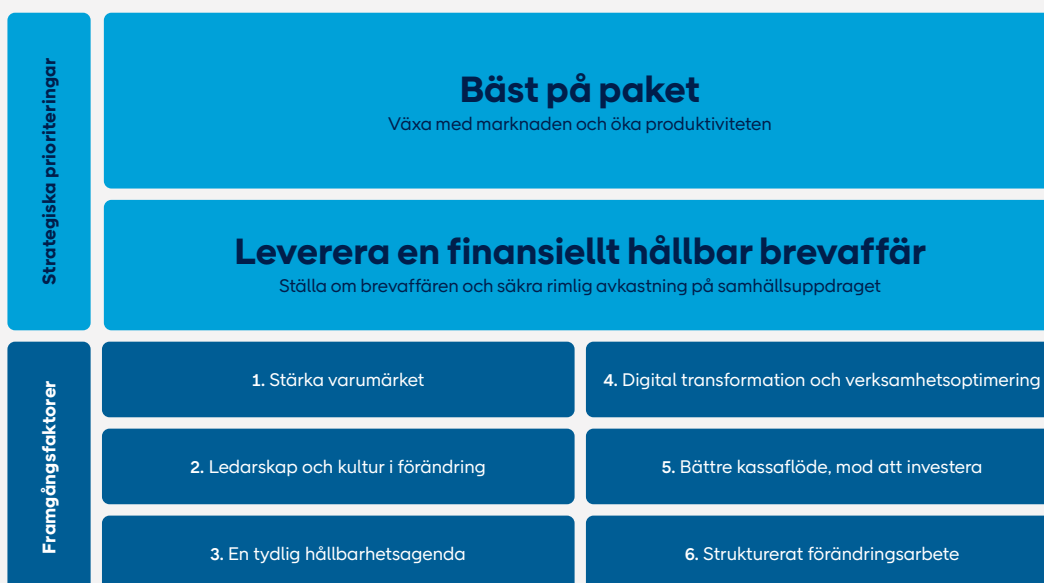 Strategiska prioriteringar
Bäst på paket
Växa med marknaden och öka produktiviteten
Leverera en finansiellt hållbar brevaffär
Ställa om brevaffären och säkra rimlig avkastning på samhällsuppdraget
Framgångsfaktorer
1. Stärka varumärket
4. Digital transformation och verksamhetsoptimering
2. Ledarskap och kultur i förändring
5. Bättre kassaflöde, mod att investera
3. En tydlig hållbarhetsagenda
6. Strukturerat förändringsarbete